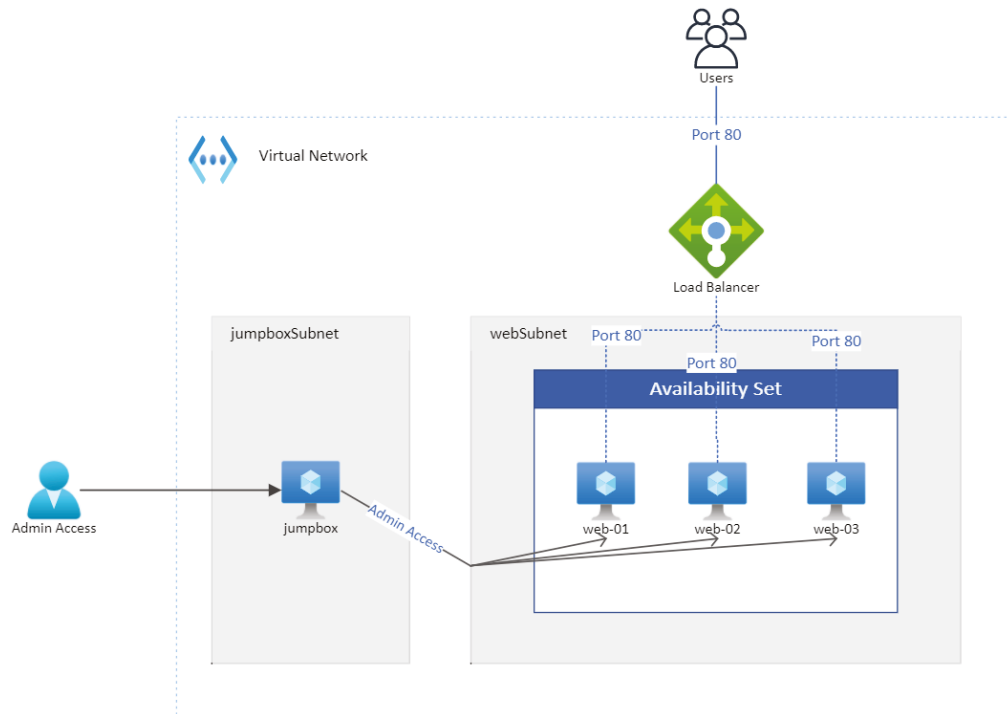 Users
Port 80
Virtual Network
Load Balancer
jumpboxSubnet
webSubnet
Port 80
Port 80
Port 80
Availability Set
Admin Access
jumpbox
Admin Access
web-01
web-02
web-03